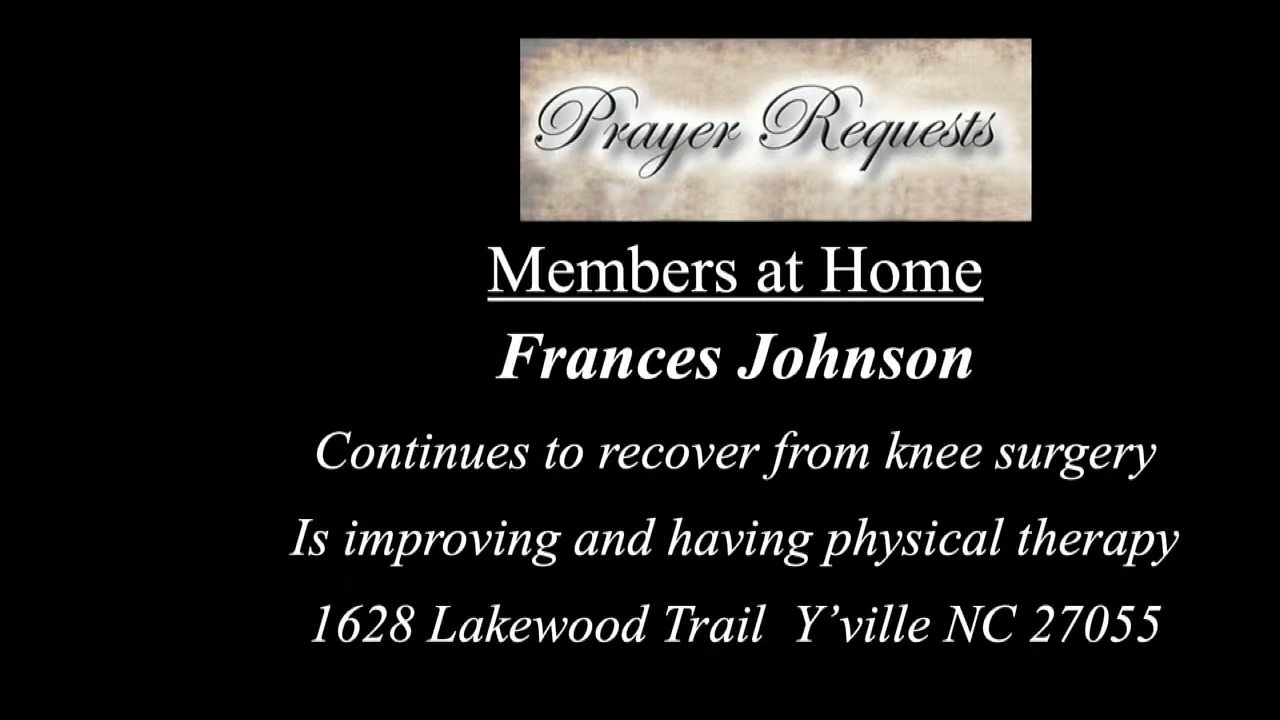 Prayer Requests
Members at Home
Frances Johnson
Continues to recover from knee surgery
Is improving and having physical therapy
1628 Lakewood Trail  Y’ville NC 27055